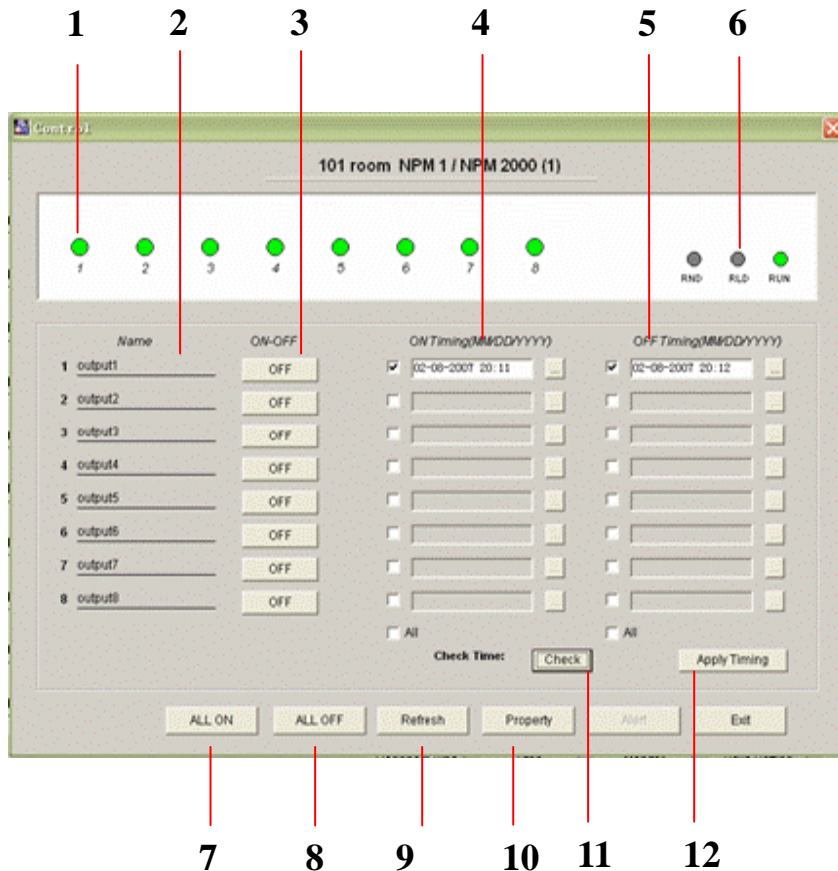 1 2 3 4 5 6
Control
101 room NPM 1 / NPM 2000 (1)
1 2 3 4 5 6 7 8 RND RLD RUN
Name ON-OFF ON Timing(MM/DD/YYYY) OFF Timing(MM/DD/YYYY)
1 output1 OFF 02-08-2007 20:11 ... 02-08-2007 20:12 ...
2 output2 OFF ... ...
3 output3 OFF ... ...
4 output4 OFF ... ...
5 output5 OFF ... ...
6 output6 OFF ... ...
7 output7 OFF ... ...
8 output8 OFF ... ...
All All
Check Time: Check Apply Timing
ALL ON ALL OFF Refresh Property Alert Exit
7 8 9 10 11 12